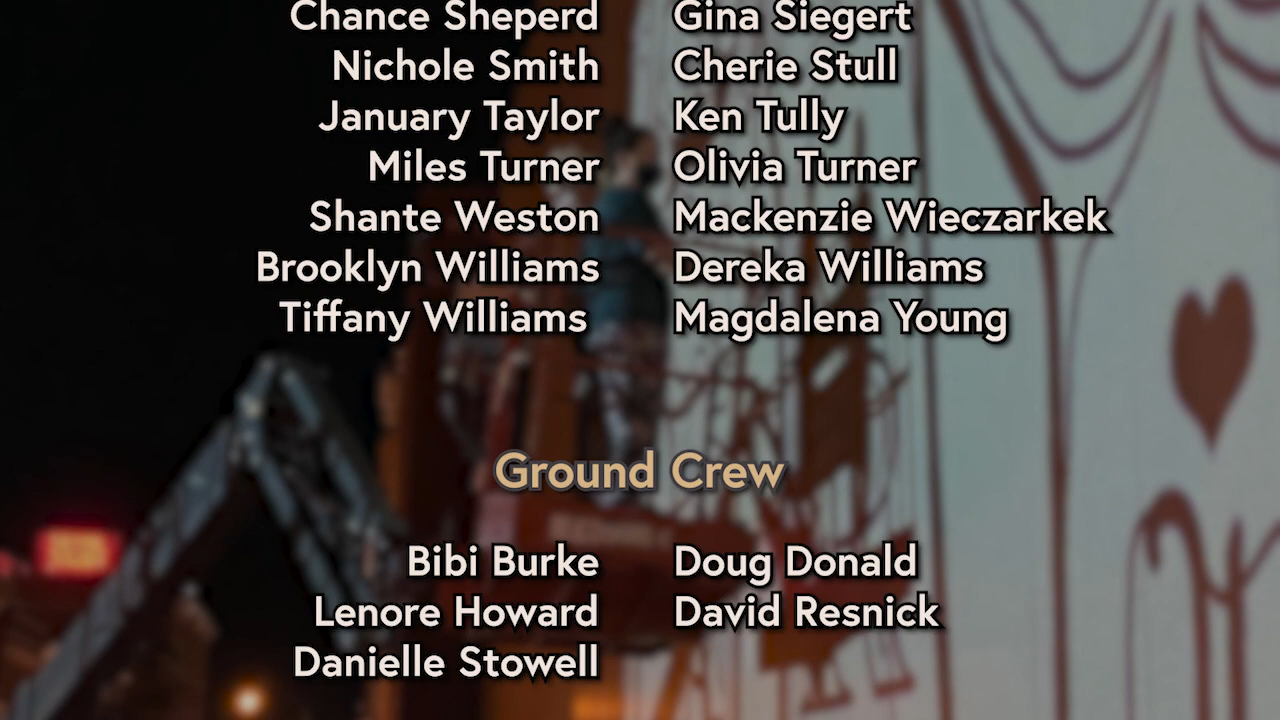 Chance Sheperd Gina Siegert
Nichole Smith Cherie Stull
January Taylor Ken Tully
Miles Turner Olivia Turner
Shante Weston Mackenzie Wieczarkek
Brooklyn Williams Dereka Williams
Tiffany Williams Magdalena Young
Ground Crew
Bibi Burke Doug Donald
Lenore Howard David Resnick
Danielle Stowell